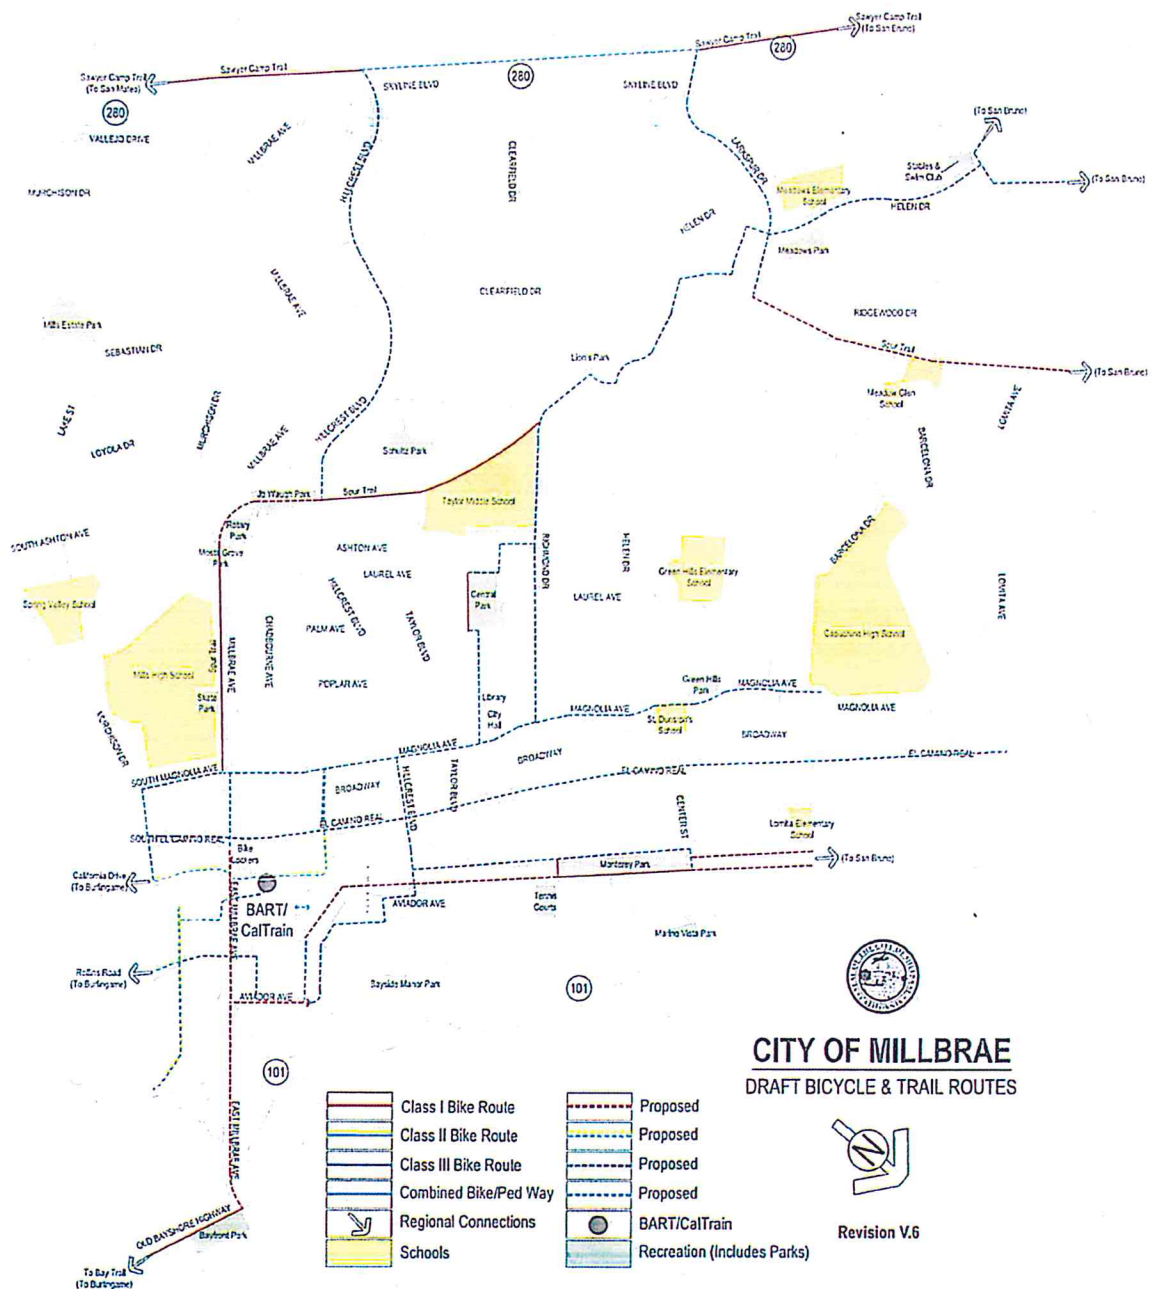 Sawyer Camp Trail
(To San Bruno)
Sawyer Camp Trail
280
Sawyer Camp Trail
Sawyer Camp Trail
(To San Mateo)
280
SKYLINE BLVD
SKYLINE BLVD
280
VALLEJO DRIVE
MILLBRAE AVE
HILLCREST BLVD
CLEARFIELD DR
LARKSPUR DR
(To San Bruno)
Stables &
Swim Club
(To San Bruno)
MURCHISON DR
Meadows Elementary
School
HELEN DR
HELEN DR
Meadows Park
MILLBRAE AVE
CLEARFIELD DR
RIDGEWOOD DR
Mills Estate Park
SEBASTIAN DR
Spur Trail
Lion's Park
(To San Bruno)
Meadow Glen
School
LOMITA AVE
LAKE ST
LOYOLA DR
MURCHISON DR
MILLBRAE AVE
HILLCREST BLVD
Schultz Park
BARCELONA DR
Jo Waugh Park
Spur Trail
Taylor Middle School
Rotary
Park
SOUTH ASHTON AVE
Mosta Grove
Park
ASHTON AVE
LAUREL AVE
RICHMOND DR
HELEN DR
Green Hills Elementary
School
BARCELONA DR
LOMITA AVE
Spring Valley School
HILLCREST BLVD
Central
Park
LAUREL AVE
PALM AVE
TAYLOR BLVD
Capuchino High School
CHADBOURNE AVE
MILLBRAE AVE
Spur Trail
Mills High School
POPLAR AVE
Skate
Park
Green Hills
Park
MAGNOLIA AVE
Library
City
Hall
MAGNOLIA AVE
St. Dunstan's
School
MAGNOLIA AVE
MURCHISON DR
BROADWAY
MAGNOLIA AVE
BROADWAY
EL CAMINO REAL
SOUTH MAGNOLIA AVE
BROADWAY
HILLCREST BLVD
TAYLOR BLVD
EL CAMINO REAL
EL CAMINO REAL
SOUTH EL CAMINO REAL
CENTER ST
Lomita Elementary
School
Bike
Lockers
Monterey Park
(To San Bruno)
California Drive
(To Burlingame)
BART/
CalTrain
EAST MILLBRAE AVE
AVIADOR AVE
Tennis
Courts
Marina Vista Park
Rollins Road
(To Burlingame)
Bayside Manor Park
101
AVIADOR AVE
101
EAST MILLBRAE AVE
OLD BAYSHORE HIGHWAY
Bayfront Park
To Bay Trail
(To Burlingame)
CITY OF MILLBRAE
DRAFT BICYCLE & TRAIL ROUTES
N
Revision V.6
Class I Bike Route
Proposed
Class II Bike Route
Proposed
Class III Bike Route
Proposed
Combined Bike/Ped Way
Proposed
Regional Connections
BART/CalTrain
Schools
Recreation (Includes Parks)